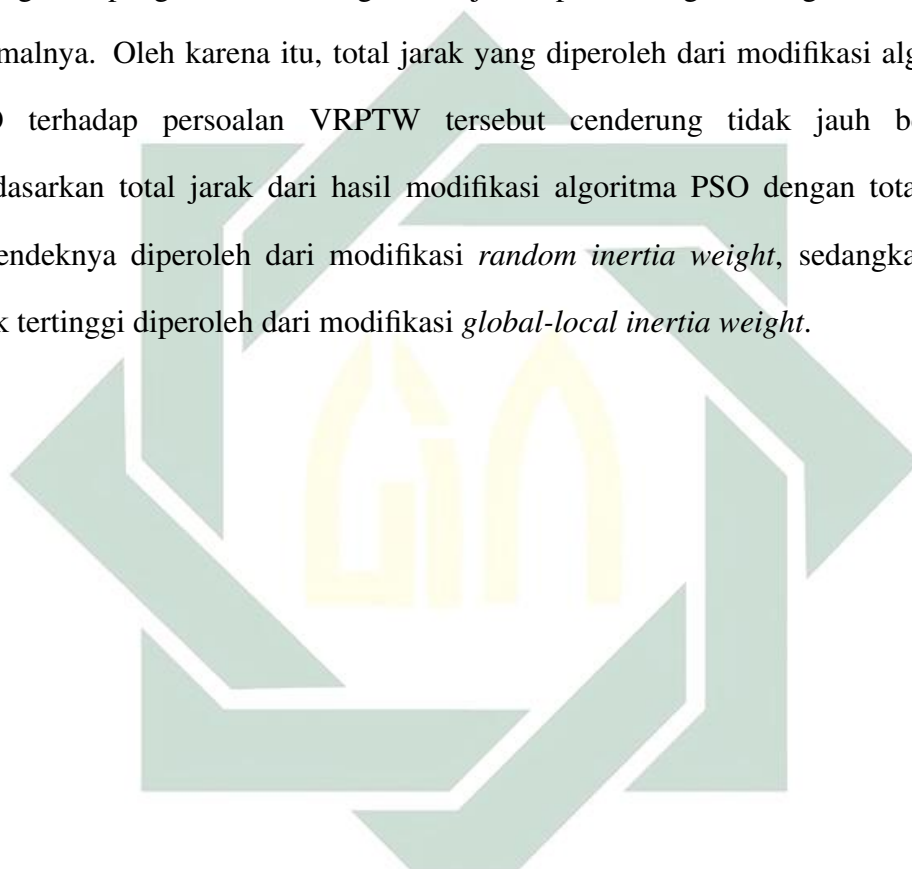 malnya. Oleh karena itu, total jarak yang diperoleh dari modifikasi alg
terhadap persoalan VRPTW tersebut cenderung tidak jauh b
dasarkan total jarak dari hasil modifikasi algoritma PSO dengan tota
endeknya diperoleh dari modifikasi random inertia weight, sedangka
k tertinggi diperoleh dari modifikasi global-local inertia weight.